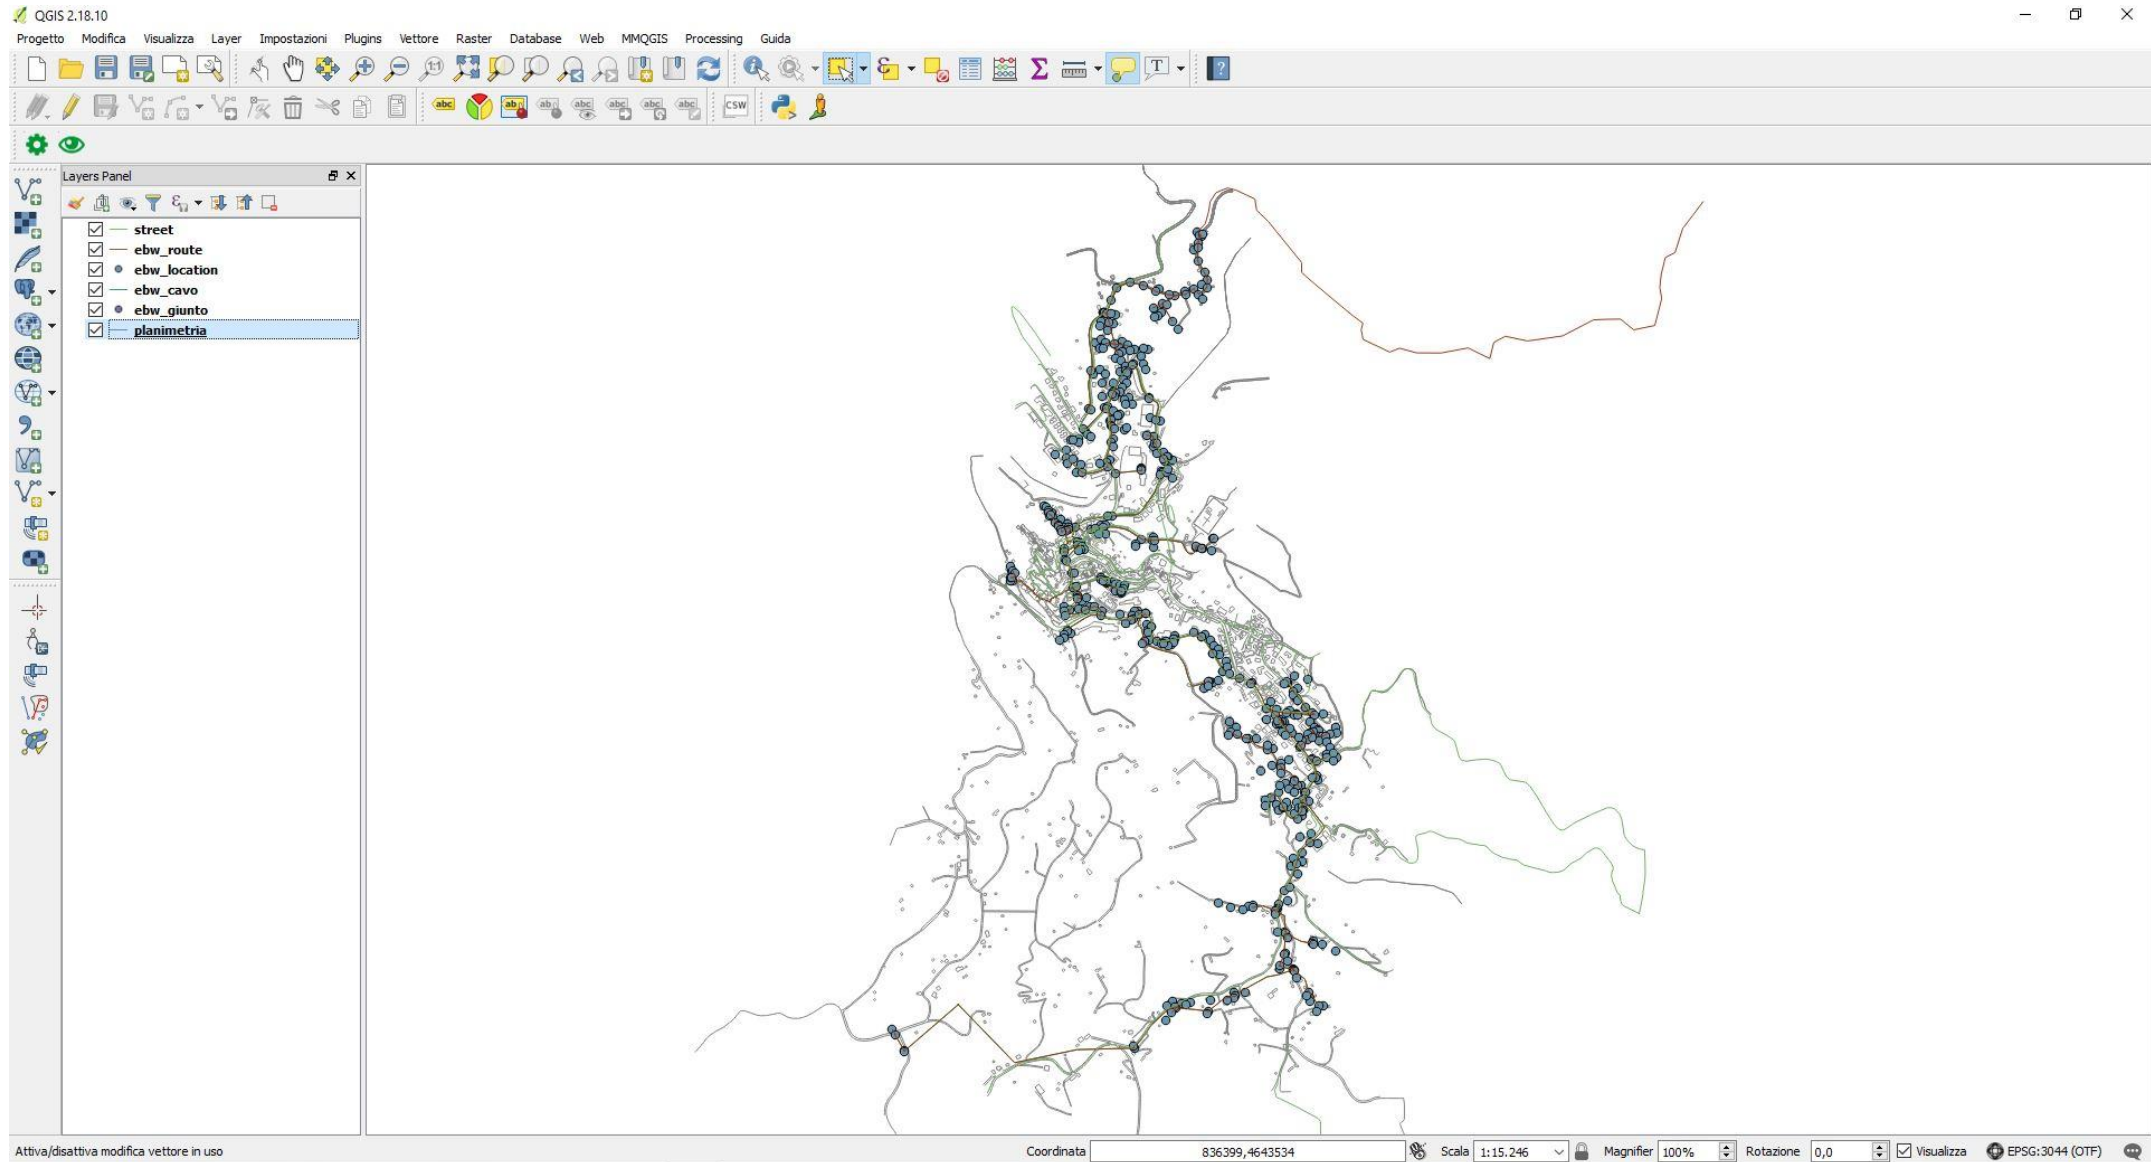 QGIS 2.18.10
Progetto Modifica Visualizza Layer Impostazioni Plugins Vettore Raster Database Web MMQGIS Processing Guida
Layers Panel
street
ebw_route
ebw_location
ebw_cavo
ebw_giunto
planimetria
Attiva/disattiva modifica vettore in uso Coordinata 836399,4643534 Scala 1:15.246 Magnifier 100% Rotazione 0,0 Visualizza EPSG:3044 (OTF)